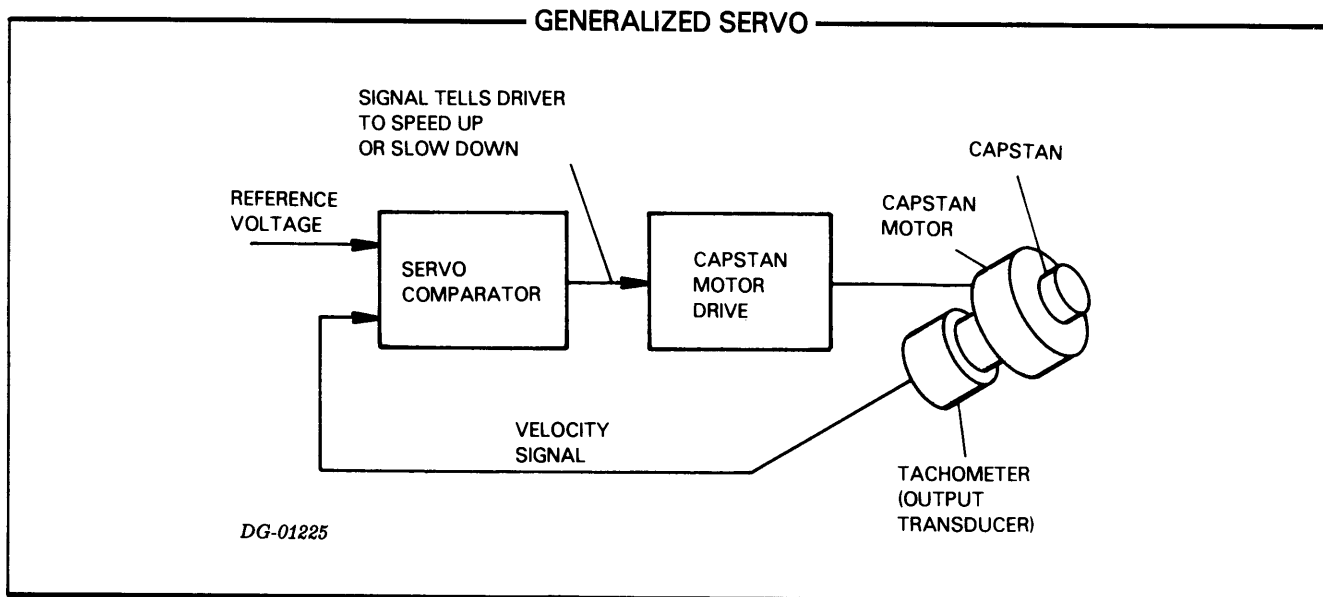 GENERALIZED SERVO
SIGNAL TELLS DRIVER
TO SPEED UP
OR SLOW DOWN
CAPSTAN
REFERENCE
VOLTAGE
CAPSTAN
MOTOR
SERVO
COMPARATOR
CAPSTAN
MOTOR
DRIVE
VELOCITY
SIGNAL
TACHOMETER
(OUTPUT
TRANSDUCER)
DG-01225